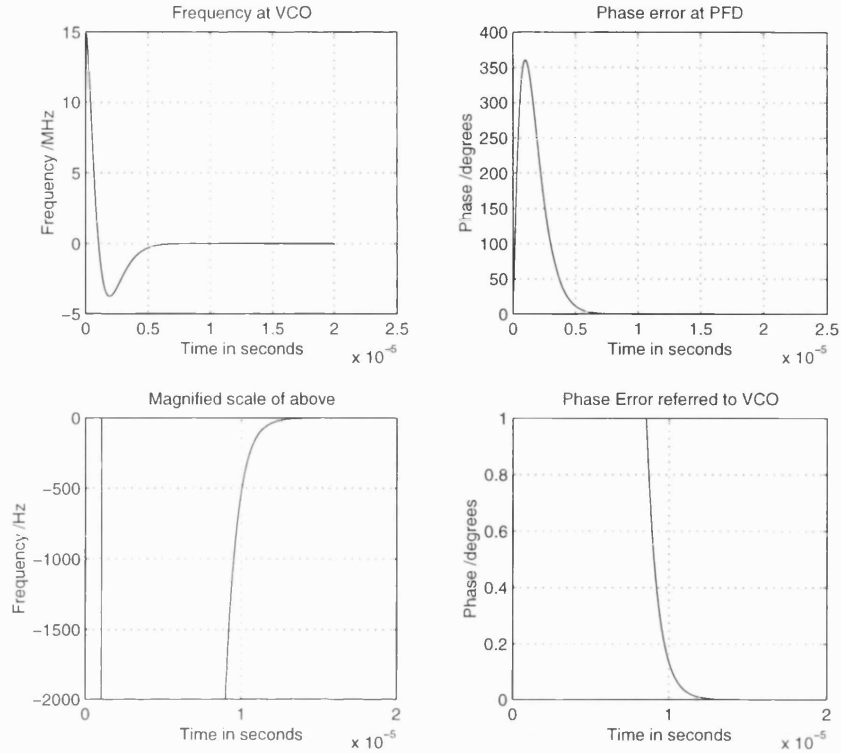 Frequency at VCO
15
10
5
0
−5
Frequency /MHz
0 0.5 1 1.5 2 2.5
Time in seconds
x 10⁻⁵
Phase error at PFD
400
350
300
250
200
150
100
50
0
Phase /degrees
0 0.5 1 1.5 2 2.5
Time in seconds
x 10⁻⁵
Magnified scale of above
0
−500
−1000
−1500
−2000
Frequency /Hz
0 1 2
Time in seconds
x 10⁻⁵
Phase Error referred to VCO
1
0.8
0.6
0.4
0.2
0
Phase /degrees
0 1 2
Time in seconds
x 10⁻⁵